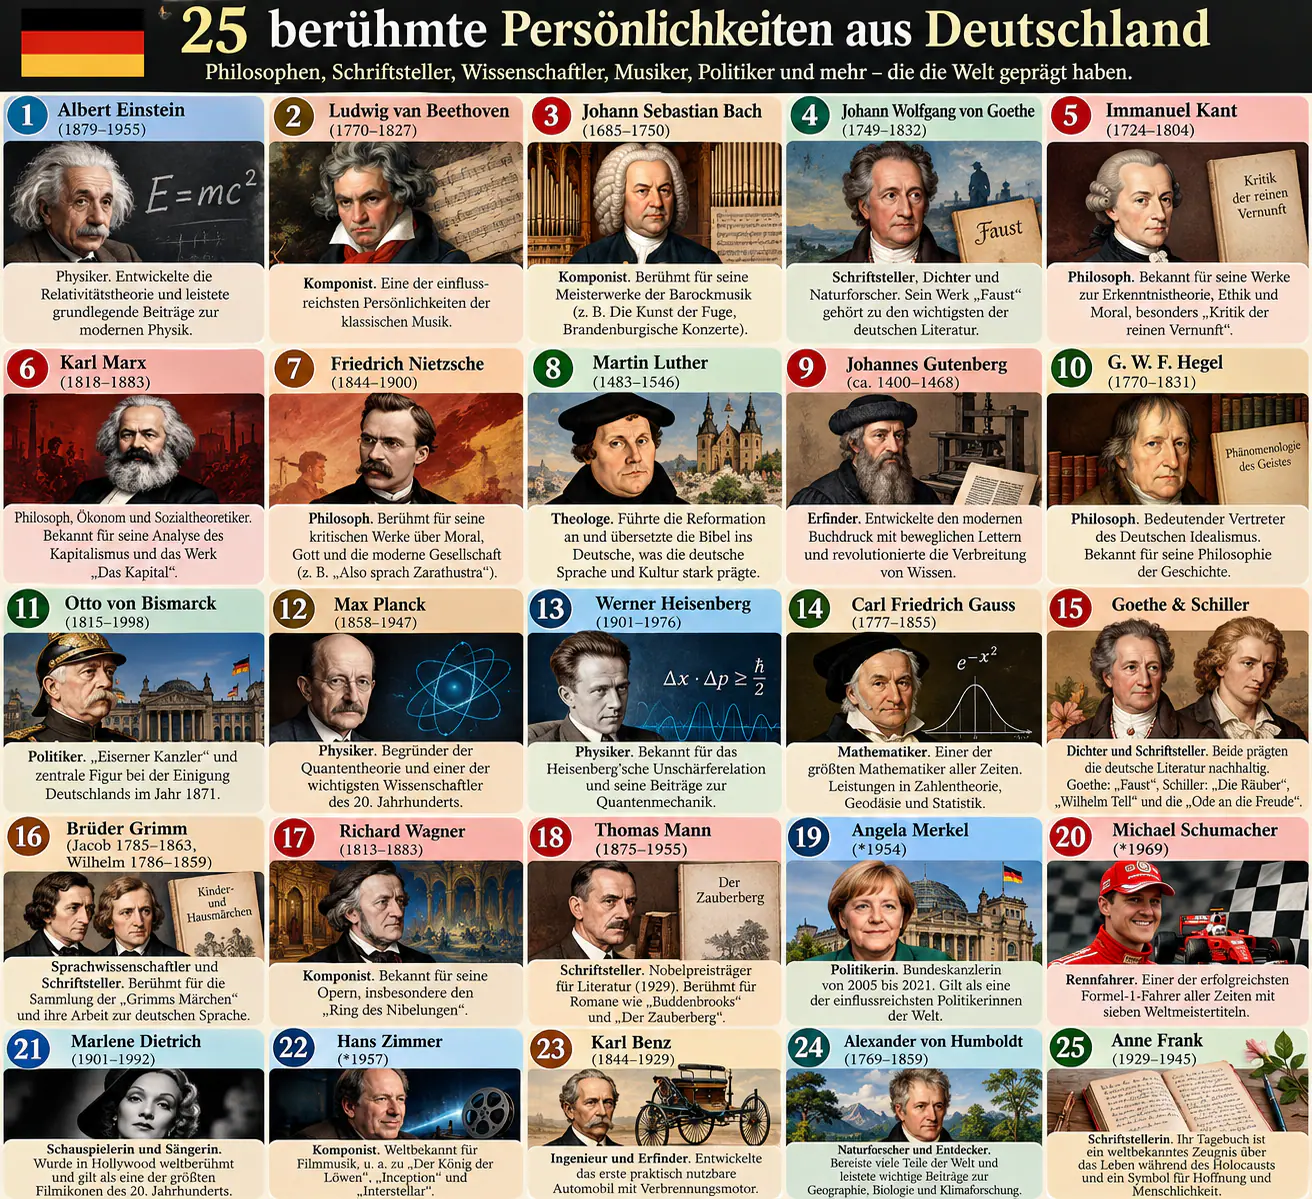 25 berühmte Persönlichkeiten aus Deutschland
Philosophen, Schriftsteller, Wissenschaftler, Musiker, Politiker und mehr – die die Welt geprägt haben.
1 Albert Einstein
(1879–1955)
E=mc²
Physiker. Entwickelte die
Relativitätstheorie und leistete
grundlegende Beiträge zur
modernen Physik.
2 Ludwig van Beethoven
(1770–1827)
Komponist. Eine der einfluss-
reichsten Persönlichkeiten der
klassischen Musik.
3 Johann Sebastian Bach
(1685–1750)
Komponist. Berühmt für seine
Meisterwerke der Barockmusik
(z. B. Die Kunst der Fuge,
Brandenburgische Konzerte).
4 Johann Wolfgang von Goethe
(1749–1832)
Faust
Schriftsteller, Dichter und
Naturforscher. Sein Werk „Faust“
gehört zu den wichtigsten der
deutschen Literatur.
5 Immanuel Kant
(1724–1804)
Kritik
der reinen
Vernunft
Philosoph. Bekannt für seine Werke
zur Erkenntnistheorie, Ethik und
Moral, besonders „Kritik der
reinen Vernunft“.
6 Karl Marx
(1818–1883)
Philosoph, Ökonom und Sozialtheoretiker.
Bekannt für seine Analyse des
Kapitalismus und das Werk
„Das Kapital“.
7 Friedrich Nietzsche
(1844–1900)
Philosoph. Berühmt für seine
kritischen Werke über Moral,
Gott und die moderne Gesellschaft
(z. B. „Also sprach Zarathustra“).
8 Martin Luther
(1483–1546)
Theologe. Führte die Reformation
an und übersetzte die Bibel ins
Deutsche, was die deutsche
Sprache und Kultur stark prägte.
9 Johannes Gutenberg
(ca. 1400–1468)
Erfinder. Entwickelte den modernen
Buchdruck mit beweglichen Lettern
und revolutionierte die Verbreitung
von Wissen.
10 G. W. F. Hegel
(1770–1831)
Phänomenologie
des Geistes
Philosoph. Bedeutender Vertreter
des Deutschen Idealismus.
Bekannt für seine Philosophie
der Geschichte.
11 Otto von Bismarck
(1815–1998)
Politiker. „Eiserner Kanzler“ und
zentrale Figur bei der Einigung
Deutschlands im Jahr 1871.
12 Max Planck
(1858–1947)
Physiker. Begründer der
Quantentheorie und einer der
wichtigsten Wissenschaftler
des 20. Jahrhunderts.
13 Werner Heisenberg
(1901–1976)
Δx · Δp ≥ ħ/2
Physiker. Bekannt für das
Heisenberg’sche Unschärferelation
und seine Beiträge zur
Quantenmechanik.
14 Carl Friedrich Gauss
(1777–1855)
e−x²
Mathematiker. Einer der
größten Mathematiker aller Zeiten.
Leistungen in Zahlentheorie,
Geodäsie und Statistik.
15 Goethe & Schiller
Dichter und Schriftsteller. Beide prägten
die deutsche Literatur nachhaltig.
Goethe: „Faust“, Schiller: „Die Räuber“,
„Wilhelm Tell“ und die „Ode an die Freude“.
16 Brüder Grimm
(Jacob 1785–1863,
Wilhelm 1786–1859)
Kinder-
und
Hausmärchen
Sprachwissenschaftler und
Schriftsteller. Berühmt für die
Sammlung der „Grimms Märchen“
und ihre Arbeit zur deutschen Sprache.
17 Richard Wagner
(1813–1883)
Komponist. Bekannt für seine
Opern, insbesondere den
„Ring des Nibelungen“.
18 Thomas Mann
(1875–1955)
Der
Zauberberg
Schriftsteller. Nobelpreisträger
für Literatur (1929). Berühmt für
Romane wie „Buddenbrooks“
und „Der Zauberberg“.
19 Angela Merkel
(*1954)
Politikerin. Bundeskanzlerin
von 2005 bis 2021. Gilt als eine
der einflussreichsten Politikerinnen
der Welt.
20 Michael Schumacher
(*1969)
Rennfahrer. Einer der erfolgreichsten
Formel-1-Fahrer aller Zeiten mit
sieben Weltmeistertiteln.
21 Marlene Dietrich
(1901–1992)
Schauspielerin und Sängerin.
Wurde in Hollywood weltberühmt
und gilt als eine der größten
Filmikonen des 20. Jahrhunderts.
22 Hans Zimmer
(*1957)
Komponist. Weltbekannt für
Filmmusik, u. a. zu „Der König der
Löwen“, „Inception“ und
„Interstellar“.
23 Karl Benz
(1844–1929)
Ingenieur und Erfinder. Entwickelte
das erste praktisch nutzbare
Automobil mit Verbrennungsmotor.
24 Alexander von Humboldt
(1769–1859)
Naturforscher und Entdecker.
Bereiste viele Teile der Welt und
leistete wichtige Beiträge zur
Geographie, Biologie und Klimaforschung.
25 Anne Frank
(1929–1945)
Schriftstellerin. Ihr Tagebuch ist
ein weltbekanntes Zeugnis über
das Leben während des Holocausts
und ein Symbol für Hoffnung und
Menschlichkeit.